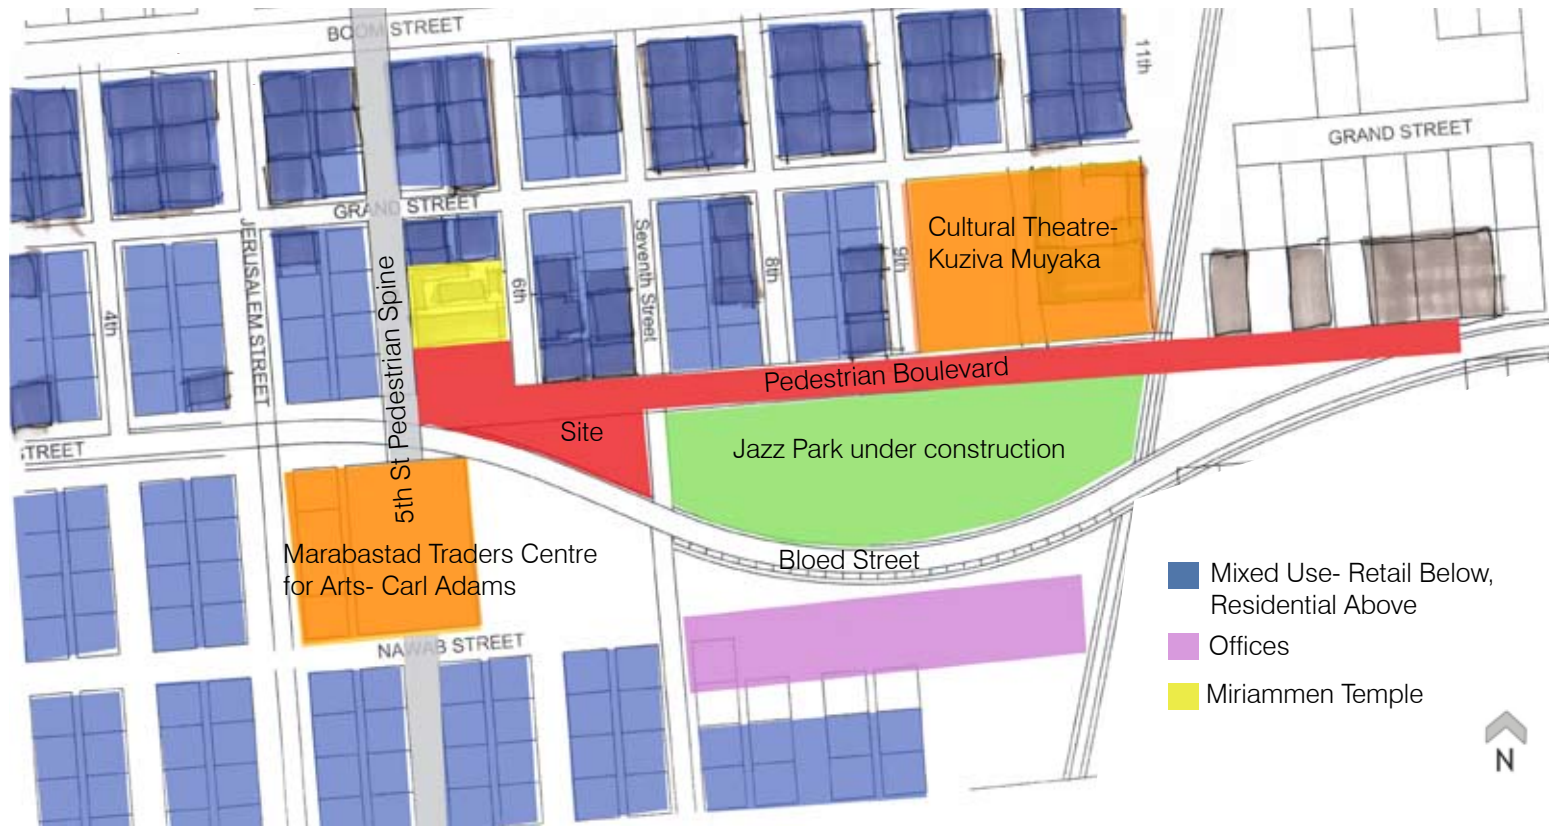 BOOM STREET
11th
GRAND STREET
GRAND STREET
JERUSALEM STREET
4th
5th St Pedestrian Spine
6th
Seventh Street
8th
9th
Cultural Theatre-
Kuziva Muyaka
Pedestrian Boulevard
Site
Jazz Park under construction
STREET
Marabastad Traders Centre
for Arts- Carl Adams
Bloed Street
NAWAB STREET
Mixed Use- Retail Below,
Residential Above
Offices
Miriammen Temple
N